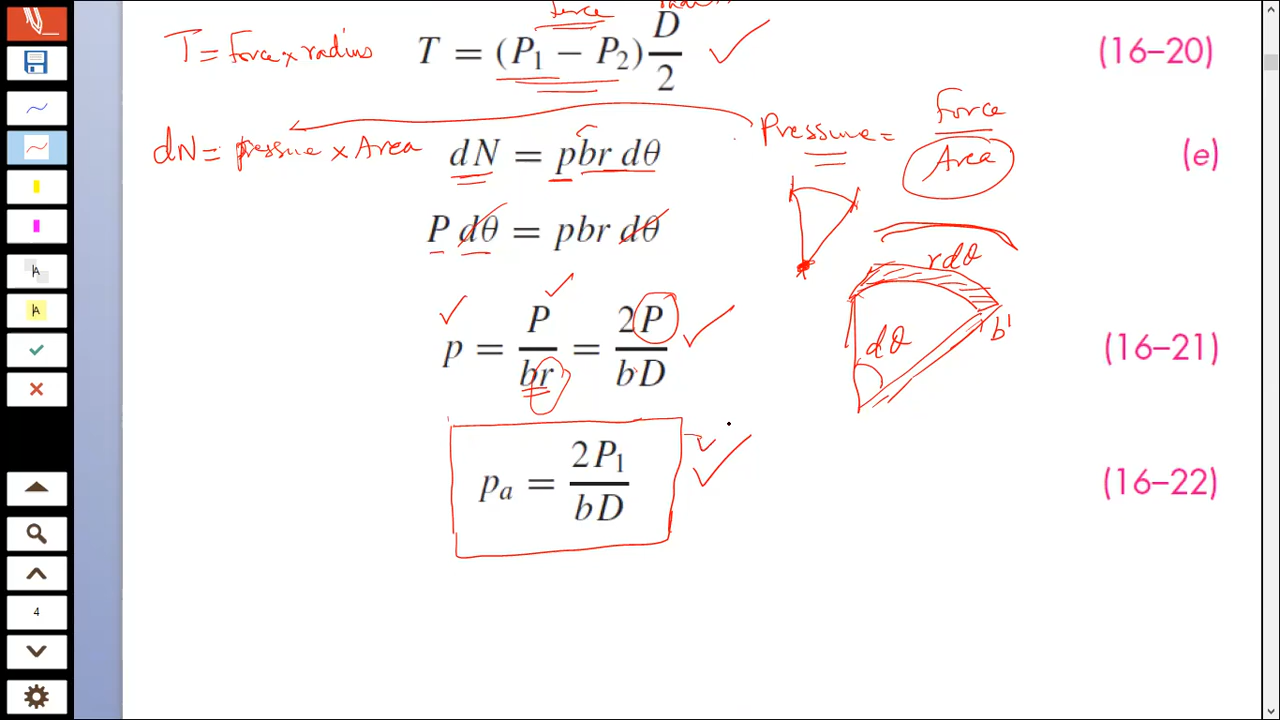 force
T = Force x radius T = (P₁ − P₂) D/2 (16–20)
Pressure = Force / Area
dN = pressure x Area dN = pbr dθ (e)
P dθ = pbr dθ
rdθ
p = P/br = 2P/bD (16–21)
dθ
b'
pₐ = 2P₁/bD (16–22)
A
A
4